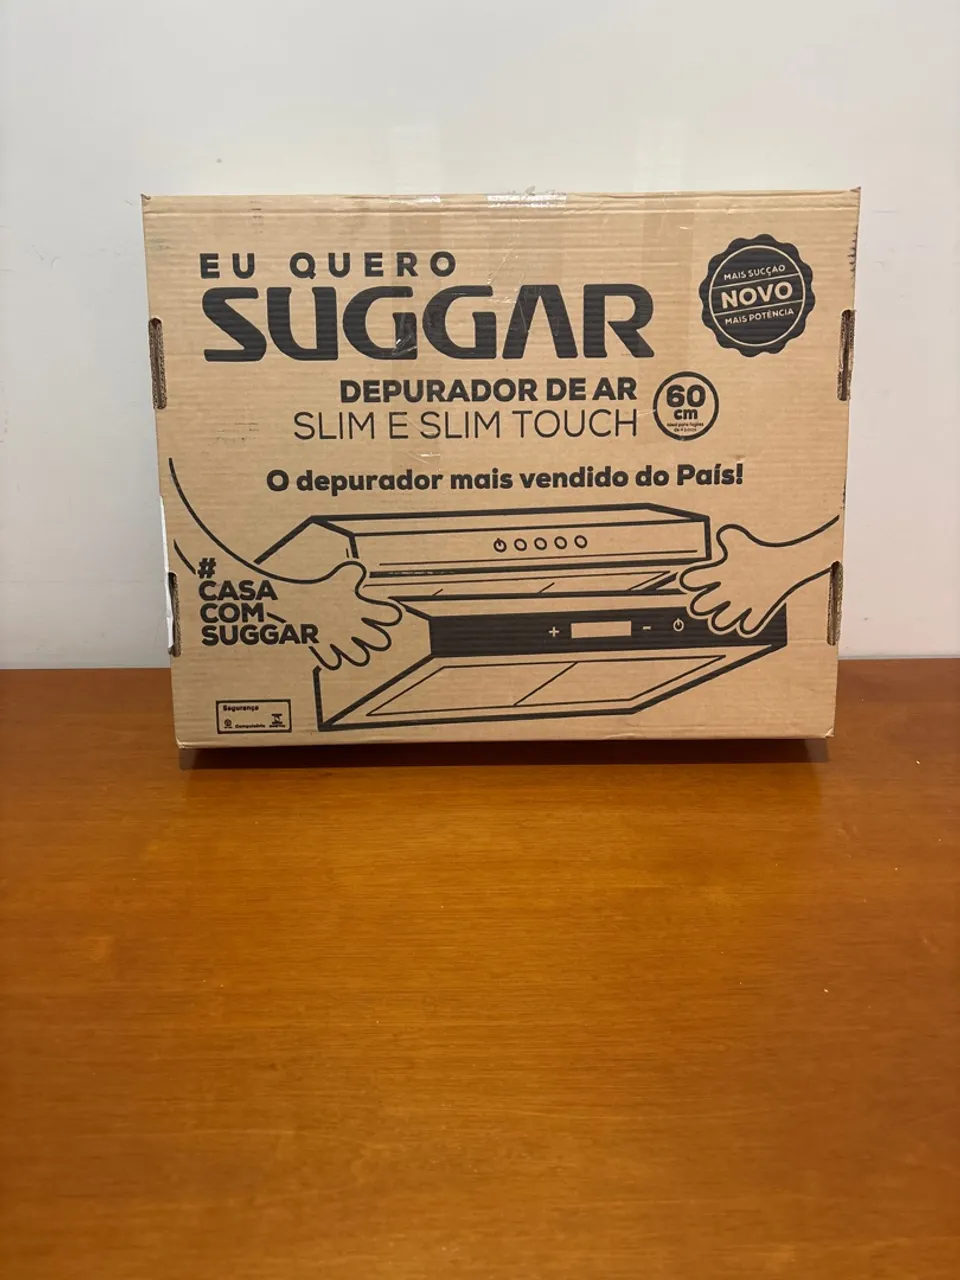 EU QUERO
SUGGAR
MAIS SUCÇÃO
NOVO
MAIS POTÊNCIA
DEPURADOR DE AR
SLIM E SLIM TOUCH
60
cm
O depurador mais vendido do País!
#
CASA
COM
SUGGAR
+ -
Segurança
Compulsório